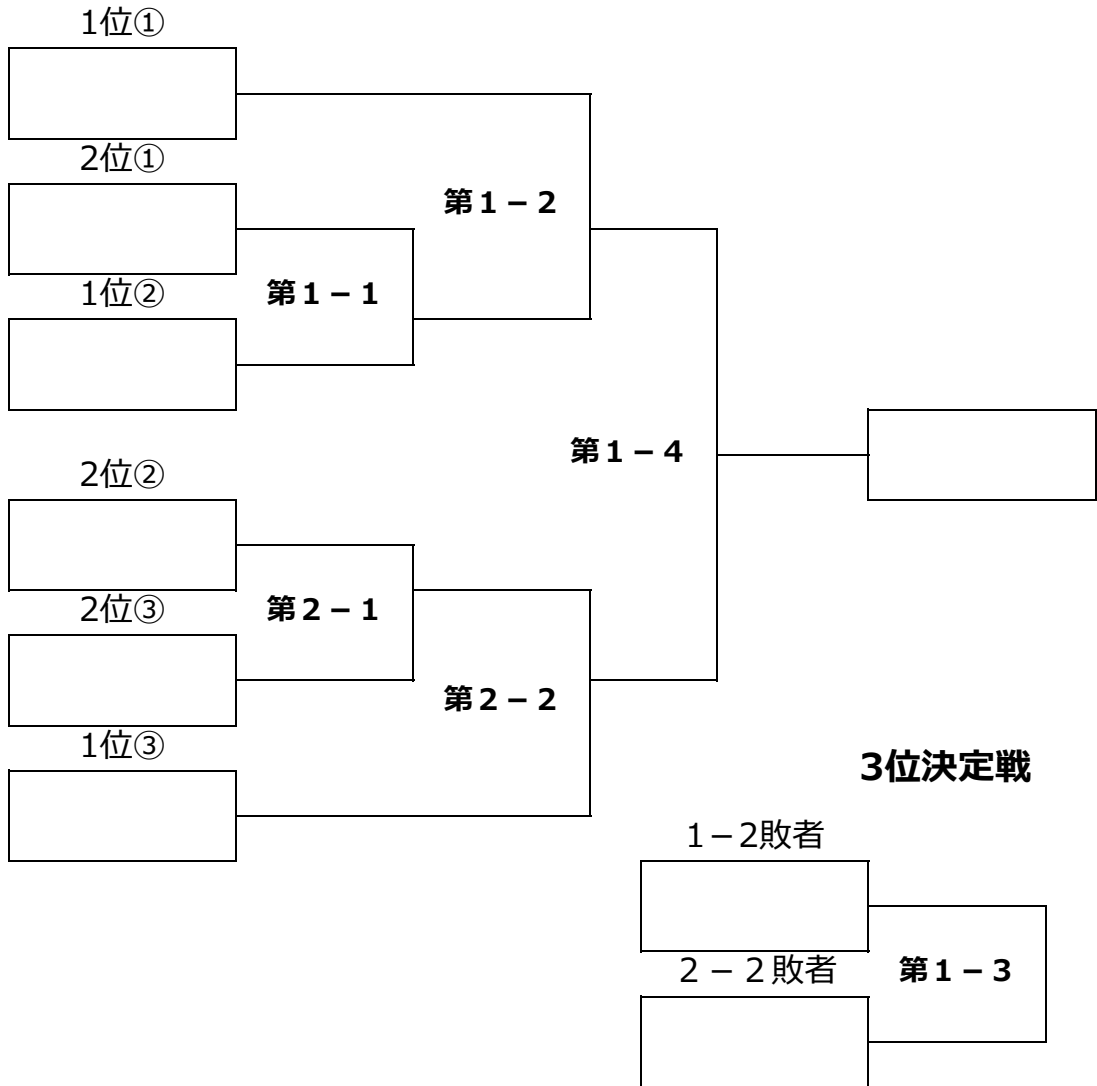 1位①
2位①
第１－２
1位②
第１－１
第１－４
2位②
2位③
第２－１
第２－２
1位③
3位決定戦
1－2敗者
２－２敗者
第１－３